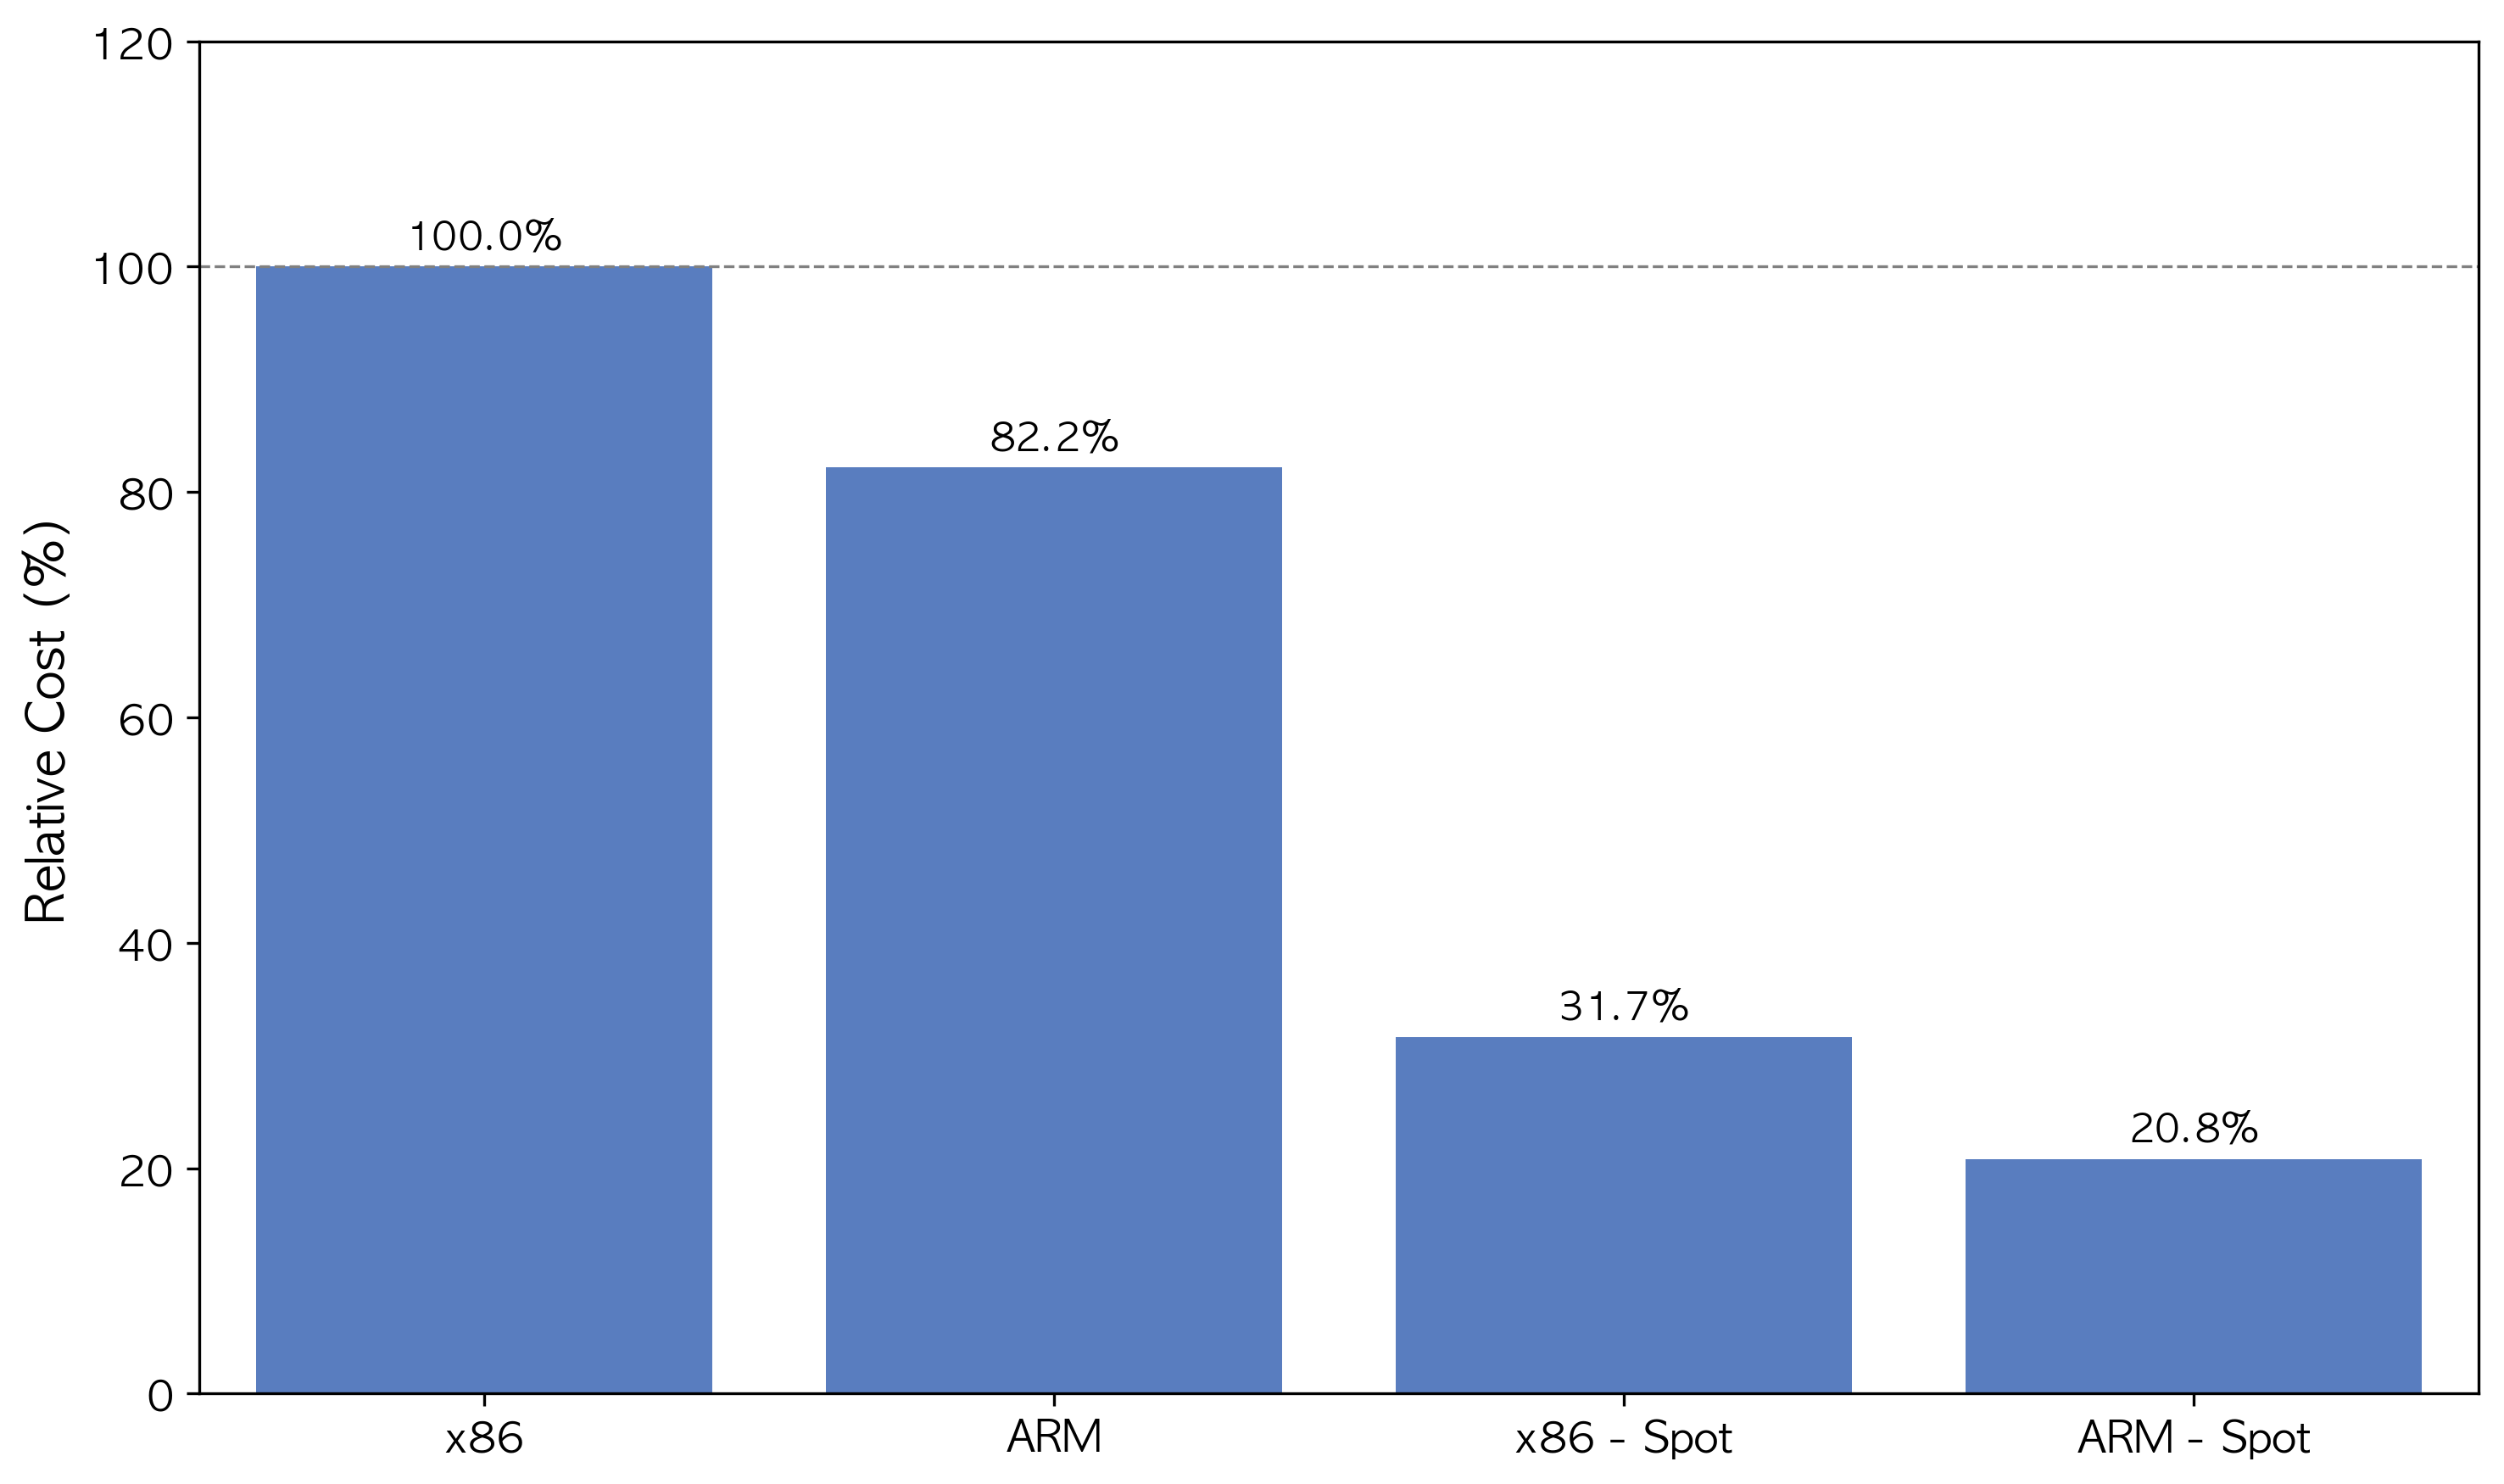 Relative Cost (%)
120
100
80
60
40
20
0
100.0%
82.2%
31.7%
20.8%
x86
ARM
x86 - Spot
ARM - Spot